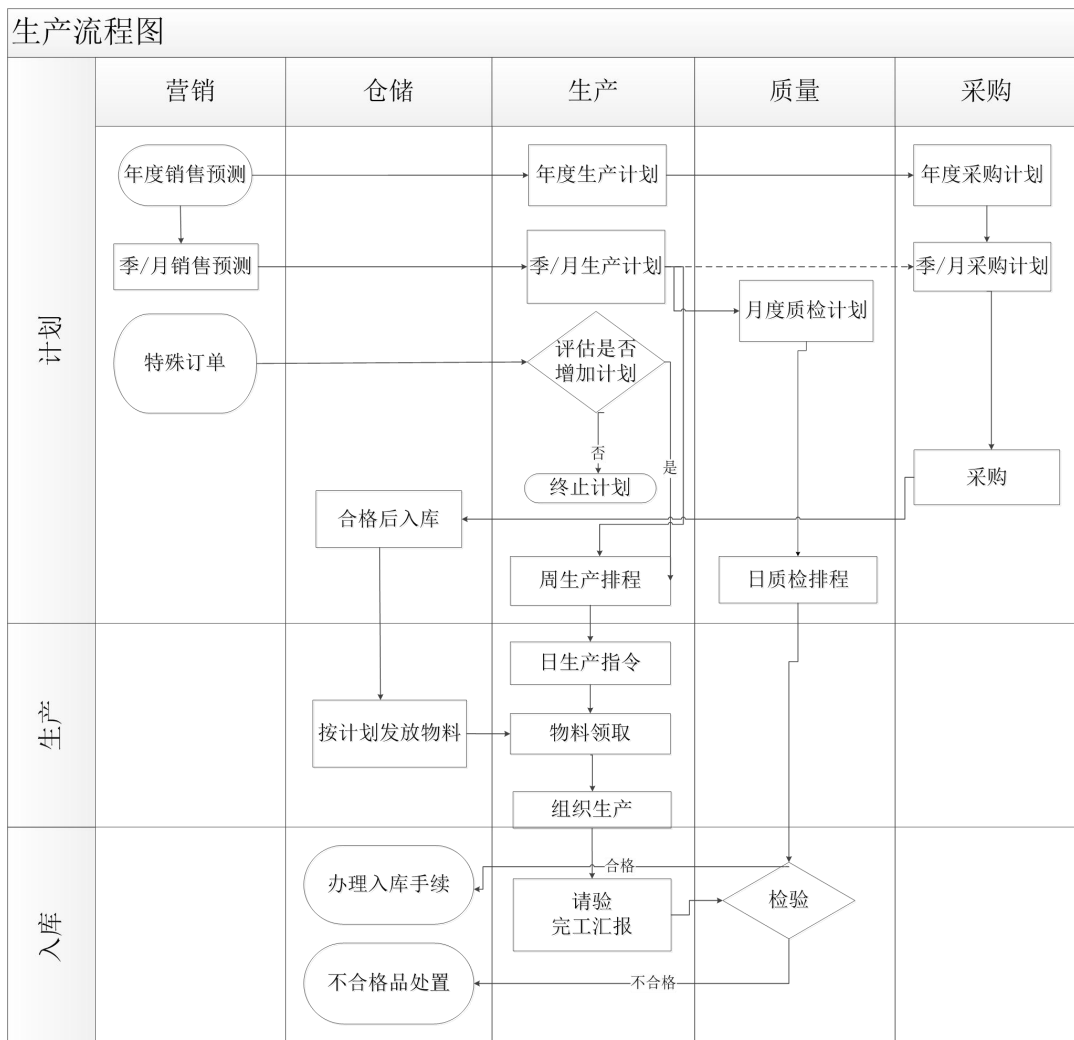 生产流程图
营销
仓储
生产
质量
采购
计划
年度销售预测
年度生产计划
年度采购计划
季/月销售预测
季/月生产计划
季/月采购计划
月度质检计划
特殊订单
评估是否
增加计划
否
是
终止计划
采购
合格后入库
周生产排程
日质检排程
生产
日生产指令
按计划发放物料
物料领取
组织生产
入库
合格
办理入库手续
请验
完工汇报
检验
不合格品处置
不合格